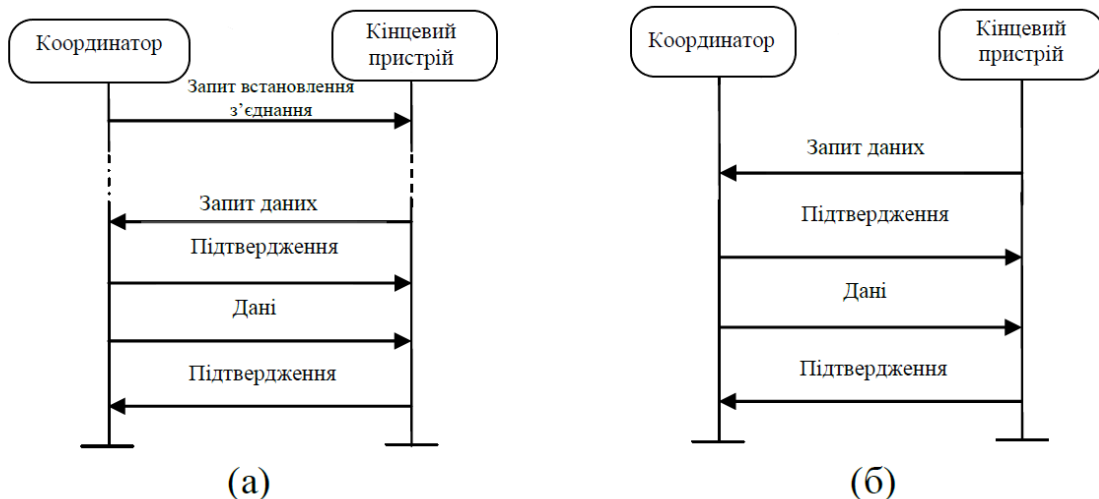 Координатор
Кінцевий
пристрій
Запит встановлення
з’єднання
Запит даних
Підтвердження
Дані
Підтвердження
(а)
Координатор
Кінцевий
пристрій
Запит даних
Підтвердження
Дані
Підтвердження
(б)